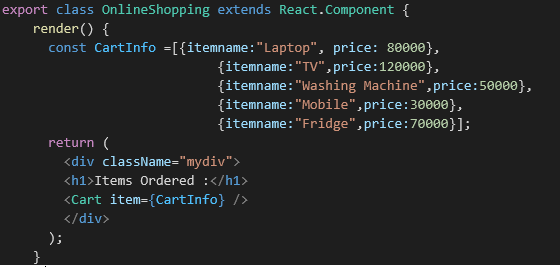 export class OnlineShopping extends React.Component {
render() {
const CartInfo =[{itemname:"Laptop", price: 80000},
{itemname:"TV",price:120000},
{itemname:"Washing Machine",price:50000},
{itemname:"Mobile",price:30000},
{itemname:"Fridge",price:70000}];
return (
<div className="mydiv">
<h1>Items Ordered :</h1>
<Cart item={CartInfo} />
</div>
);
}